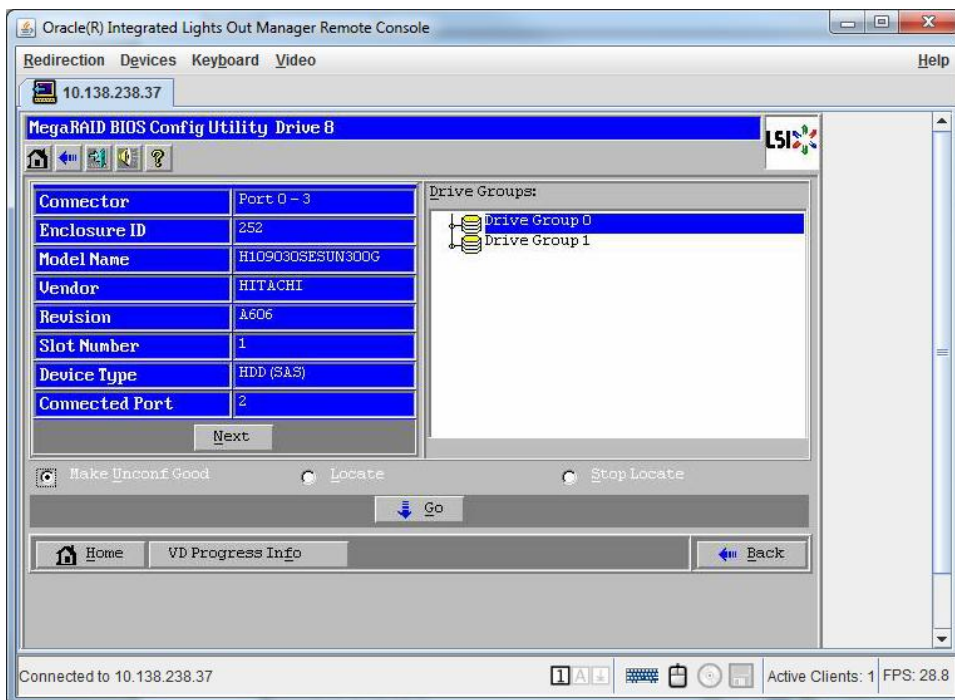 Oracle(R) Integrated Lights Out Manager Remote Console
Redirection Devices Keyboard Video Help
10.138.238.37
MegaRAID BIOS Config Utility Drive 8
LSI
?
Connector Port 0 - 3
Enclosure ID 252
Model Name H109030SESUN300G
Vendor HITACHI
Revision A606
Slot Number 1
Device Type HDD (SAS)
Connected Port 2
Next
Drive Groups:
Drive Group 0
Drive Group 1
Make Unconf Good Locate Stop Locate
Go
Home VD Progress Info Back
Connected to 10.138.238.37 1 A Active Clients: 1 FPS: 28.8